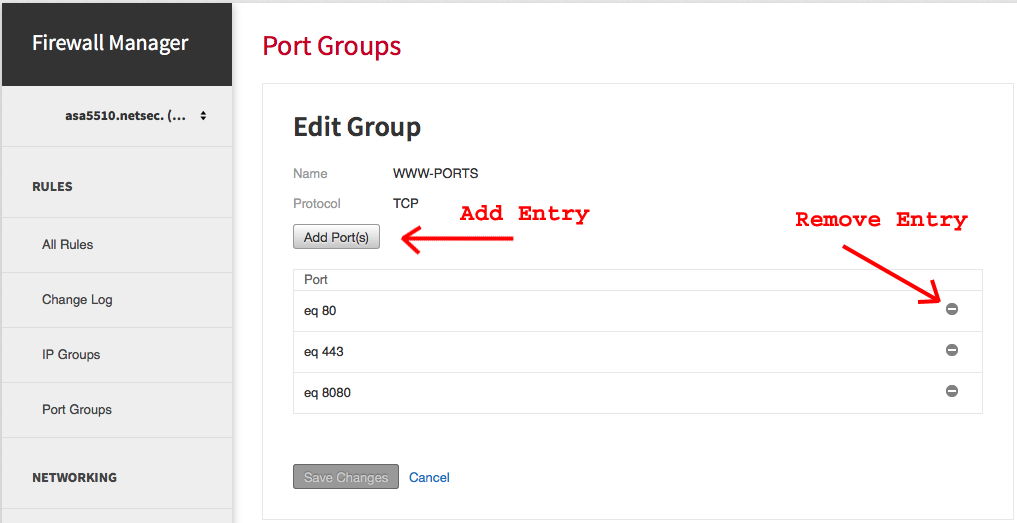 Firewall Manager
asa5510.netsec. (...
RULES
All Rules
Change Log
IP Groups
Port Groups
NETWORKING
Port Groups
Edit Group
Name WWW-PORTS
Protocol TCP
Add Entry
Remove Entry
Add Port(s)
Port
eq 80
eq 443
eq 8080
Save Changes Cancel